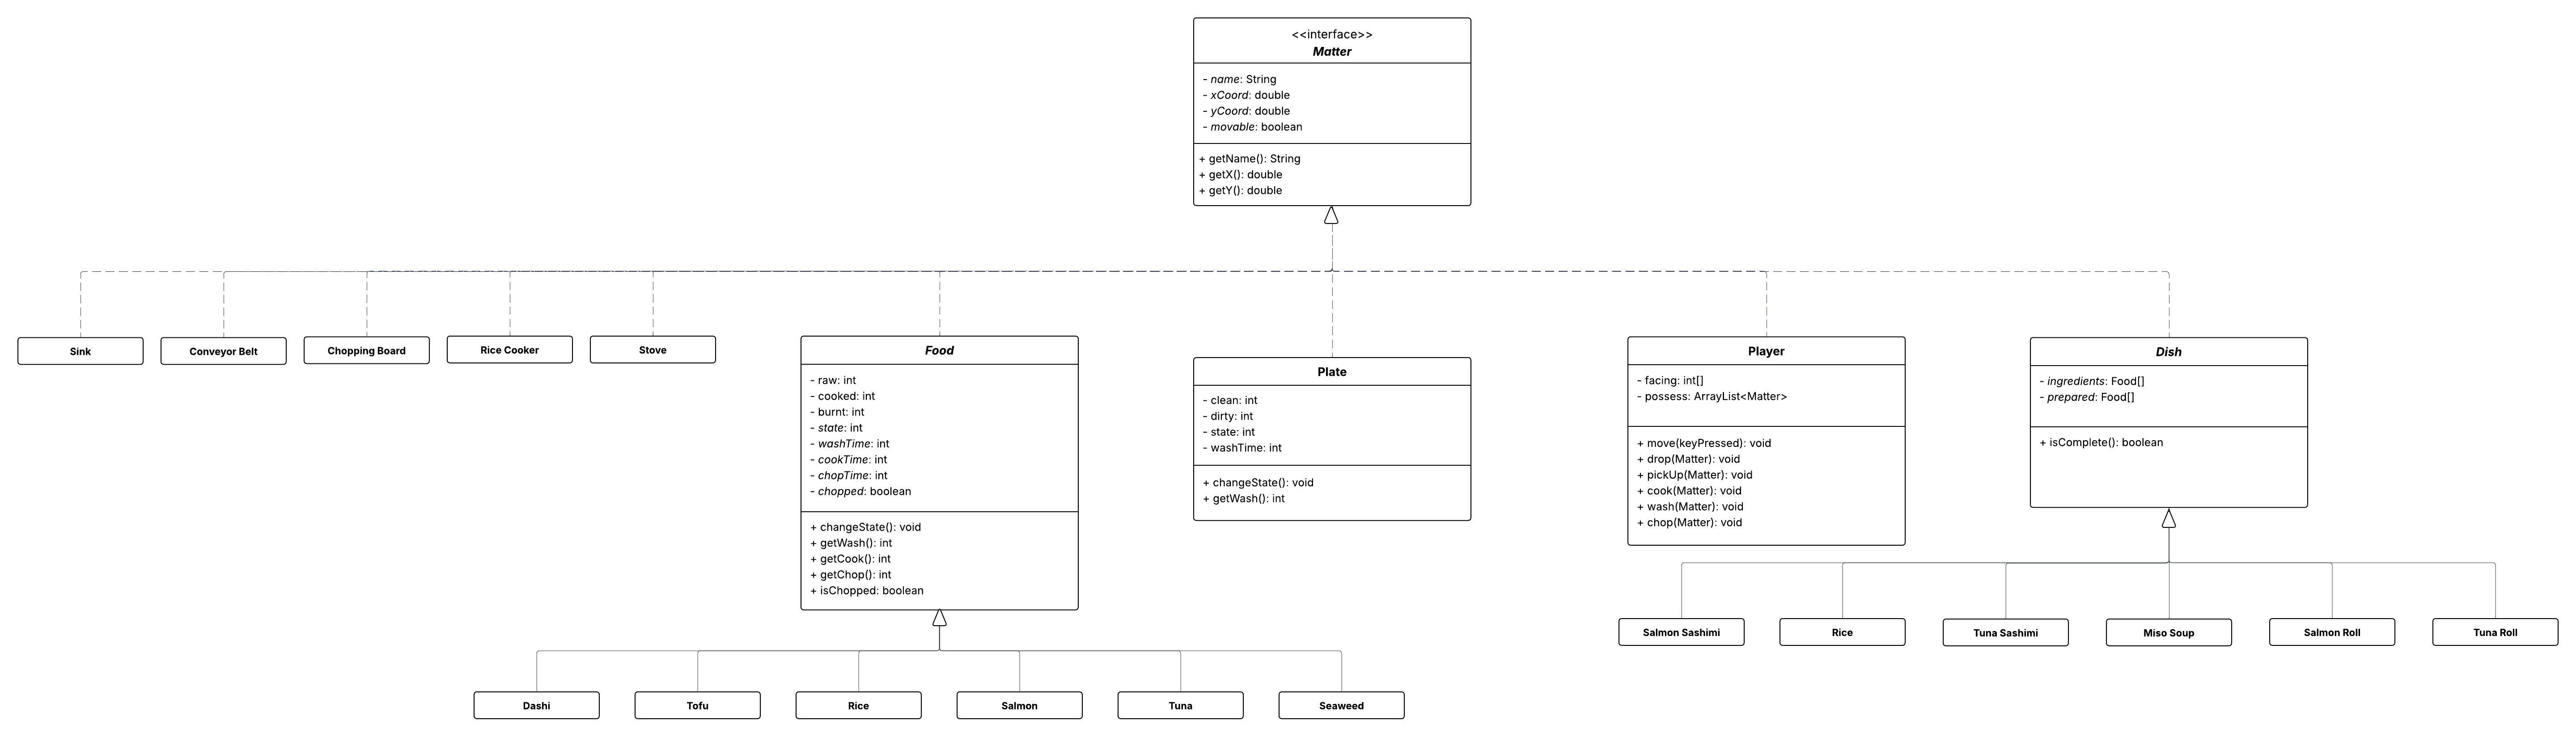 <<interface>>
Matter
- name: String
- xCoord: double
- yCoord: double
- movable: boolean
+ getName(): String
+ getX(): double
+ getY(): double
Sink
Conveyor Belt
Chopping Board
Rice Cooker
Stove
Food
- raw: int
- cooked: int
- burnt: int
- state: int
- washTime: int
- cookTime: int
- chopTime: int
- chopped: boolean
+ changeState(): void
+ getWash(): int
+ getCook(): int
+ getChop(): int
+ isChopped: boolean
Plate
- clean: int
- dirty: int
- state: int
- washTime: int
+ changeState(): void
+ getWash(): int
Player
- facing: int[]
- possess: ArrayList<Matter>
+ move(keyPressed): void
+ drop(Matter): void
+ pickUp(Matter): void
+ cook(Matter): void
+ wash(Matter): void
+ chop(Matter): void
Dish
- ingredients: Food[]
- prepared: Food[]
+ isComplete(): boolean
Salmon Sashimi
Rice
Tuna Sashimi
Miso Soup
Salmon Roll
Tuna Roll
Dashi
Tofu
Rice
Salmon
Tuna
Seaweed